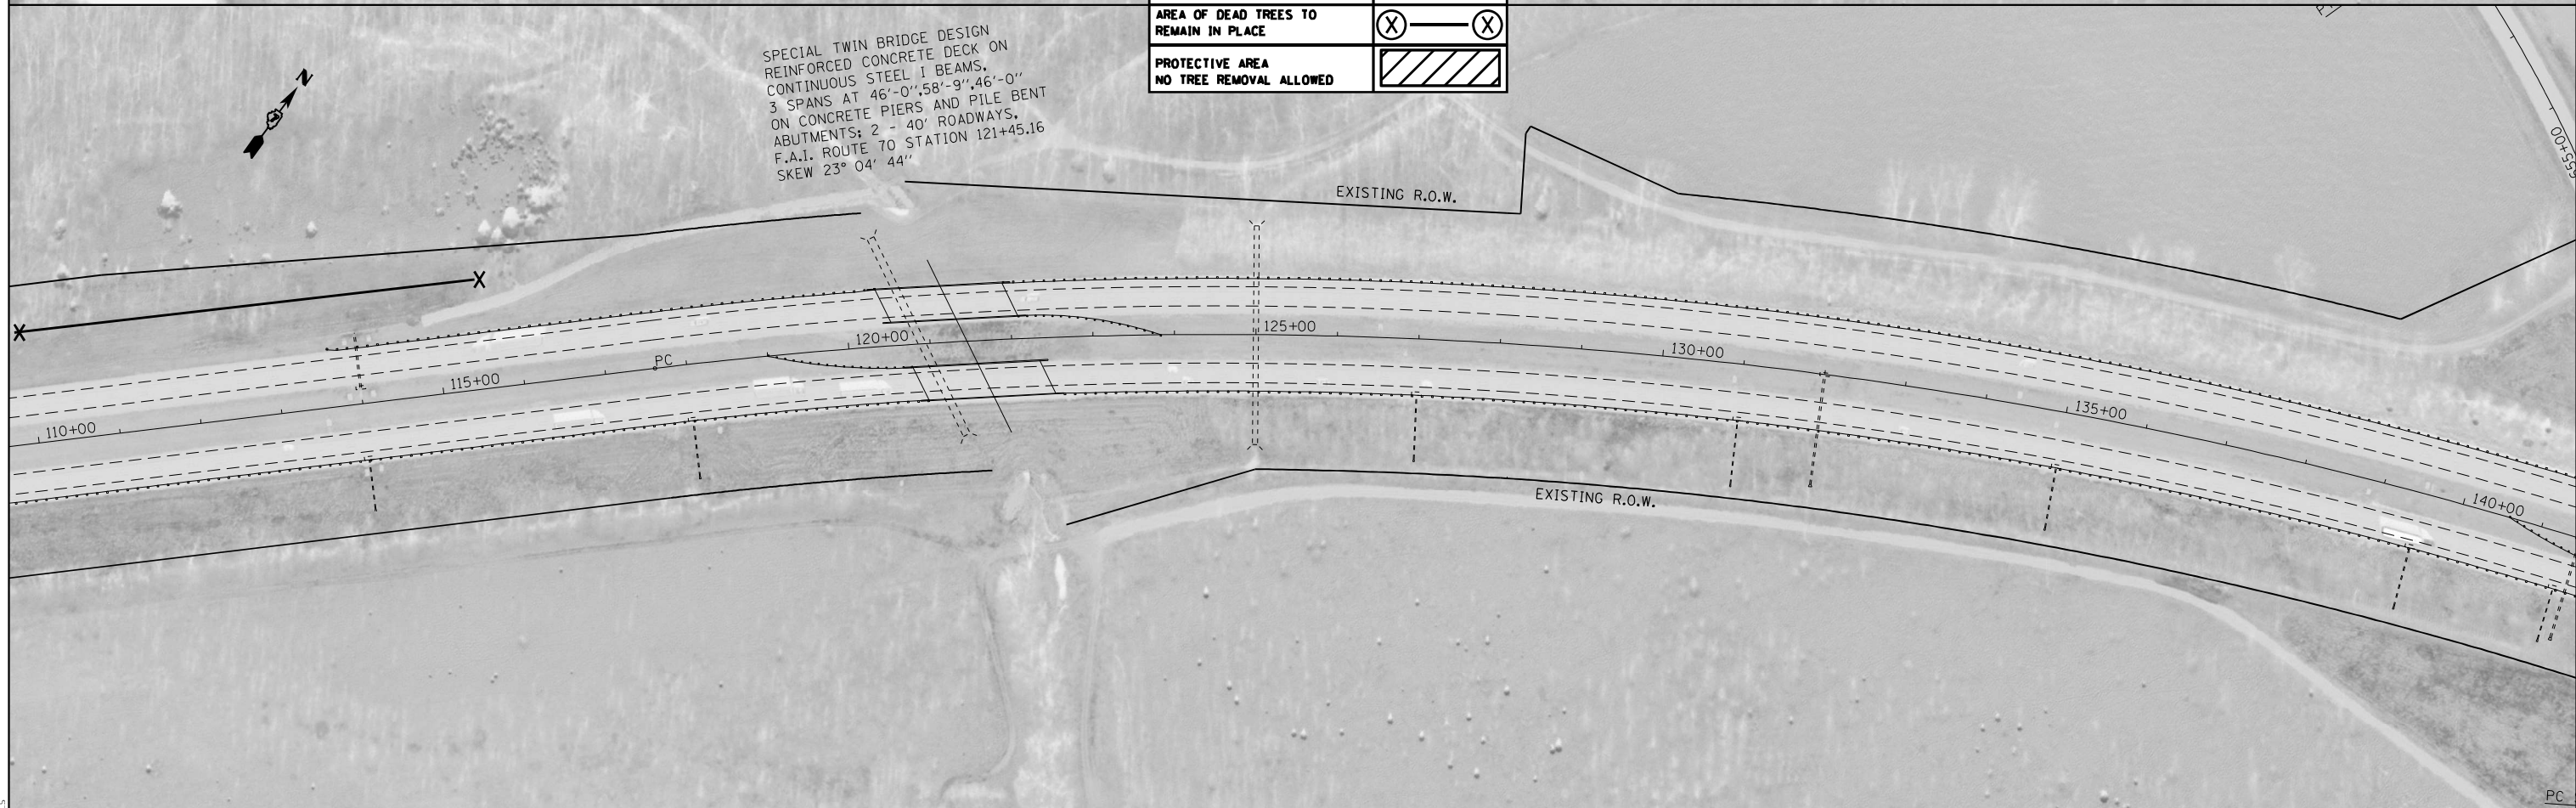 AREA OF DEAD TREES TO
REMAIN IN PLACE
X X
PROTECTIVE AREA
NO TREE REMOVAL ALLOWED
N
SPECIAL TWIN BRIDGE DESIGN
REINFORCED CONCRETE DECK ON
CONTINUOUS STEEL I BEAMS,
3 SPANS AT 46'-0",58'-9",46'-0"
ON CONCRETE PIERS AND PILE BENT
ABUTMENTS; 2 - 40' ROADWAYS,
F.A.I. ROUTE 70 STATION 121+45.16
SKEW 23° 04' 44"
655+00
EXISTING R.O.W.
X
X
110+00
115+00
PC
120+00
125+00
130+00
135+00
140+00
EXISTING R.O.W.
PC